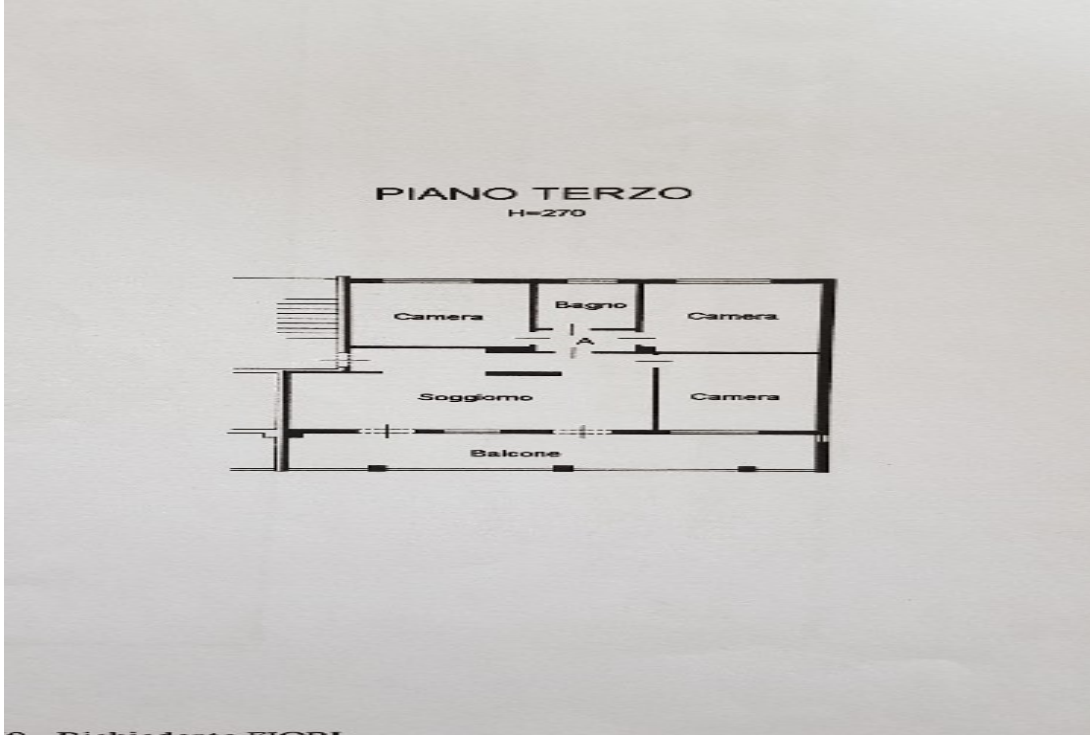 PIANO TERZO
H=270
Bagno
Camera
Camera
A
Soggiorno
Camera
Balcone